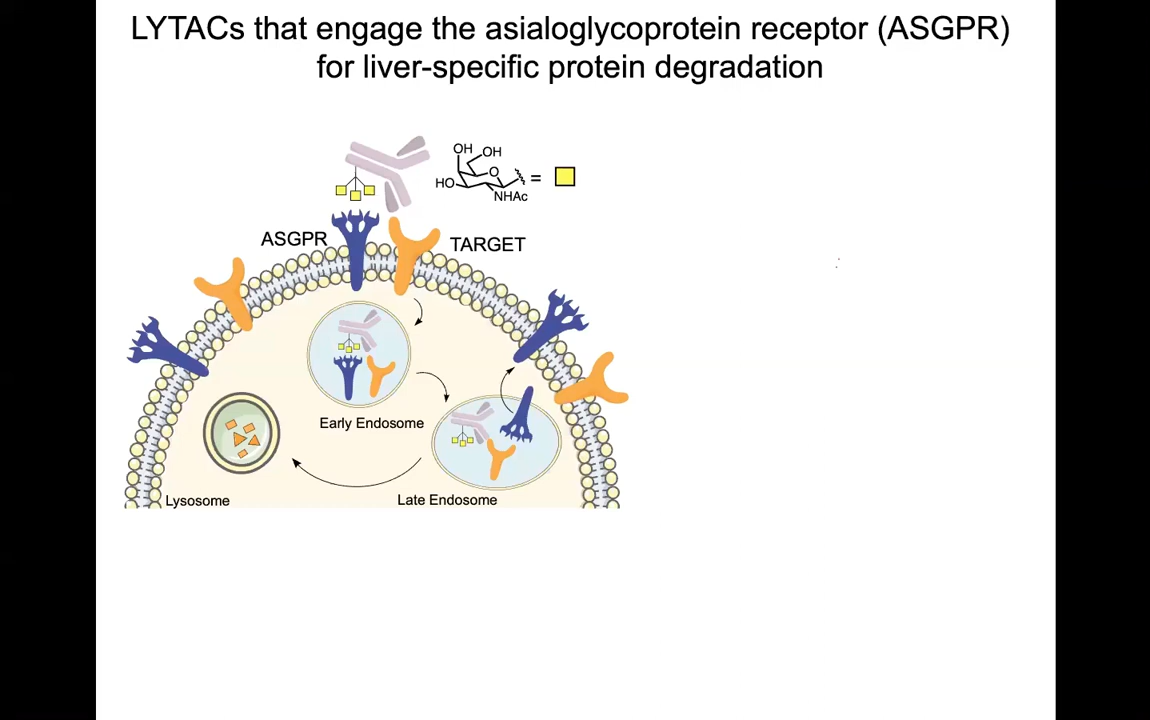 LYTACs that engage the asialoglycoprotein receptor (ASGPR)
for liver-specific protein degradation
OH
OH
O
HO
NHAc
=
ASGPR
TARGET
Early Endosome
Lysosome
Late Endosome